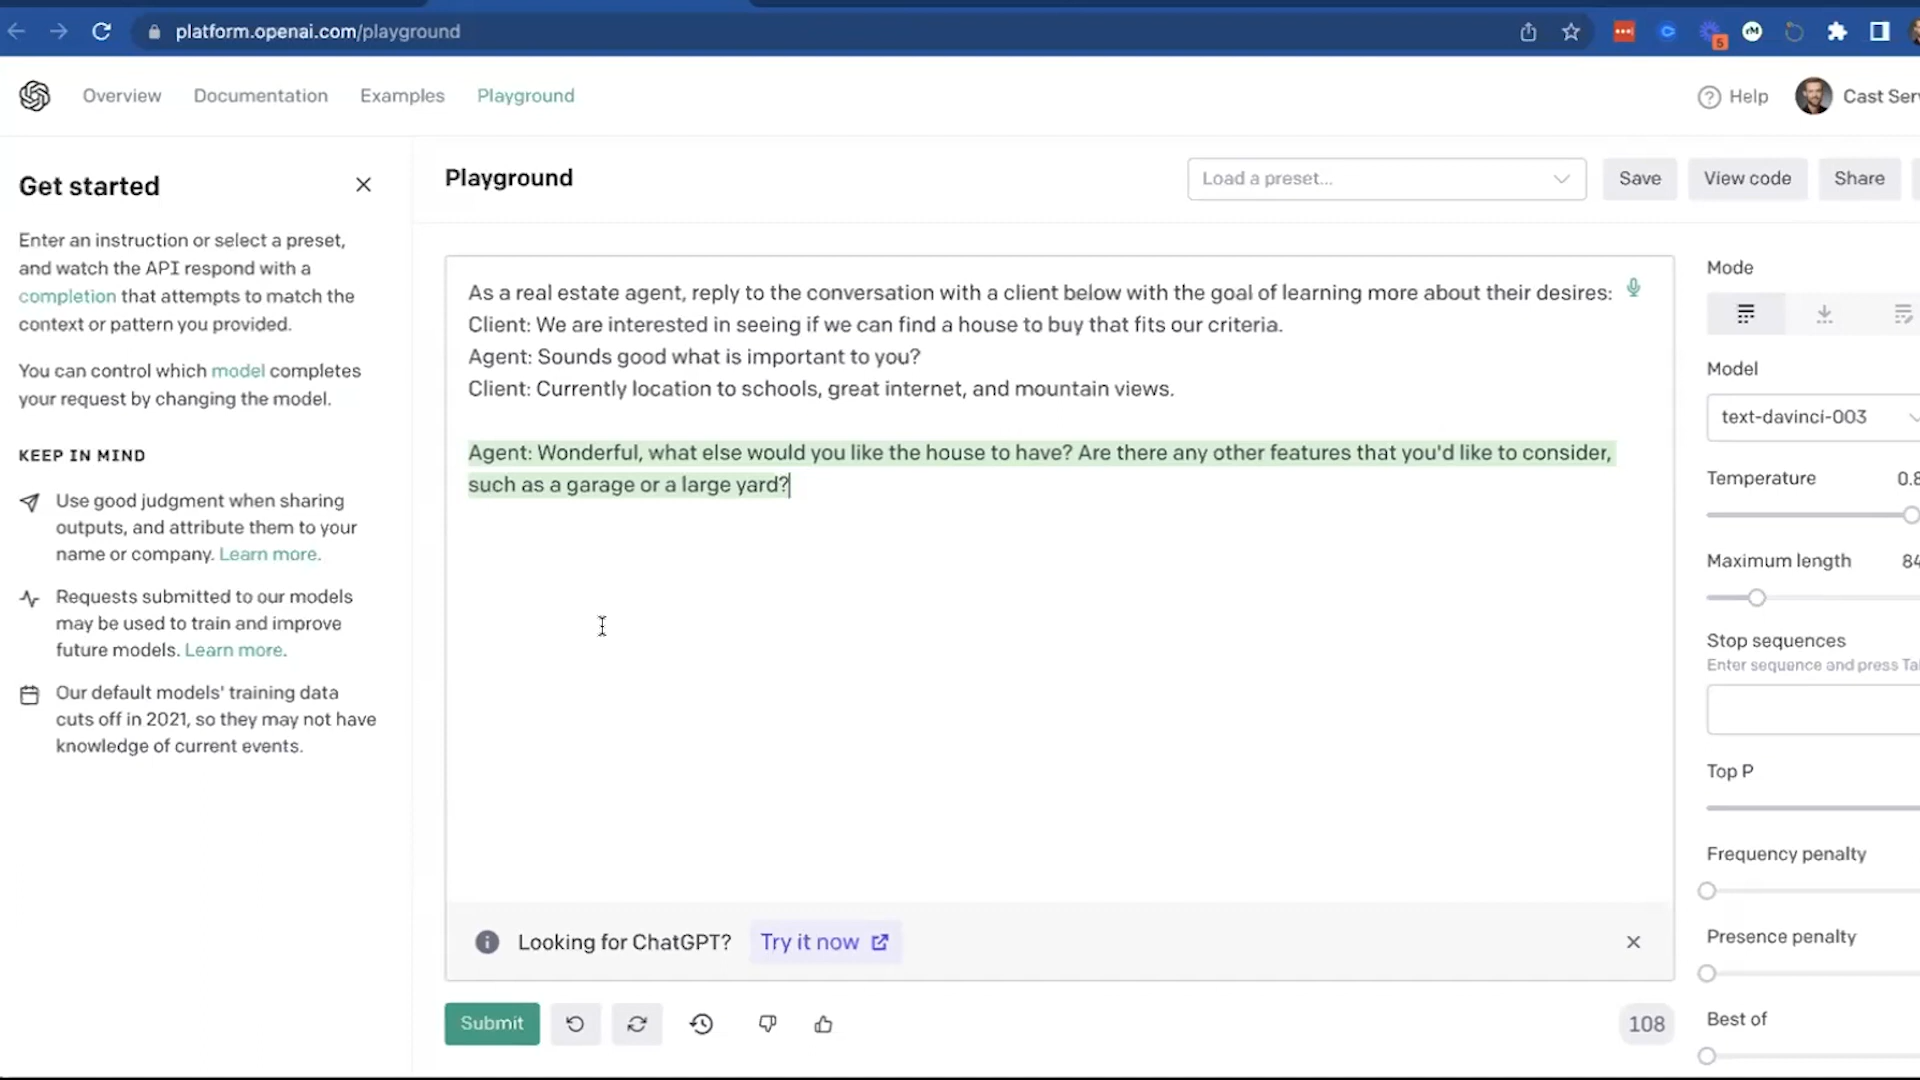 platform.openai.com/playground
5
rM
Overview
Documentation
Examples
Playground
Help
Get started
Playground
Load a preset...
Save
View code
Share
Enter an instruction or select a preset,
and watch the API respond with a
completion that attempts to match the
context or pattern you provided.
You can control which model completes
your request by changing the model.
KEEP IN MIND
Use good judgment when sharing
outputs, and attribute them to your
name or company. Learn more.
Requests submitted to our models
may be used to train and improve
future models. Learn more.
Our default models' training data
cuts off in 2021, so they may not have
knowledge of current events.
As a real estate agent, reply to the conversation with a client below with the goal of learning more about their desires:
Client: We are interested in seeing if we can find a house to buy that fits our criteria.
Agent: Sounds good what is important to you?
Client: Currently location to schools, great internet, and mountain views.
Agent: Wonderful, what else would you like the house to have? Are there any other features that you'd like to consider,
such as a garage or a large yard?
Looking for ChatGPT?
Try it now
Submit
108
Mode
Model
text-davinci-003
Temperature
Maximum length
Stop sequences
Enter sequence and press
Top P
Frequency penalty
Presence penalty
Best of